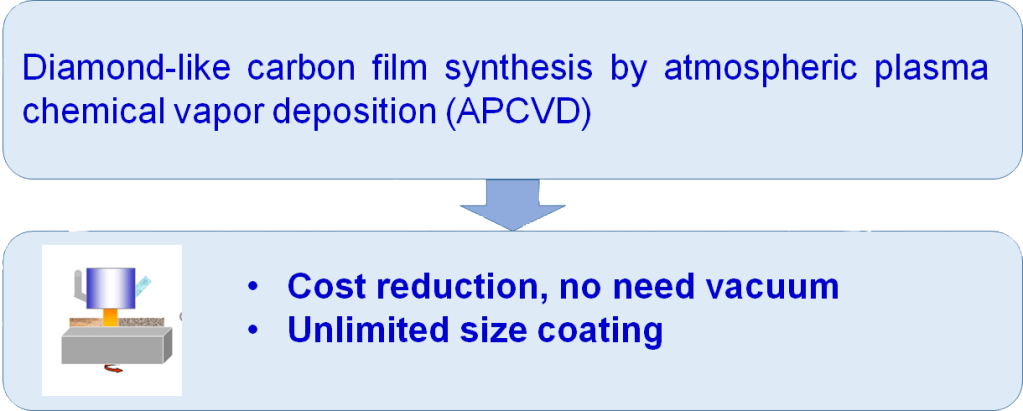 Diamond-like carbon film synthesis by atmospheric plasma
chemical vapor deposition (APCVD)
• Cost reduction, no need vacuum
• Unlimited size coating